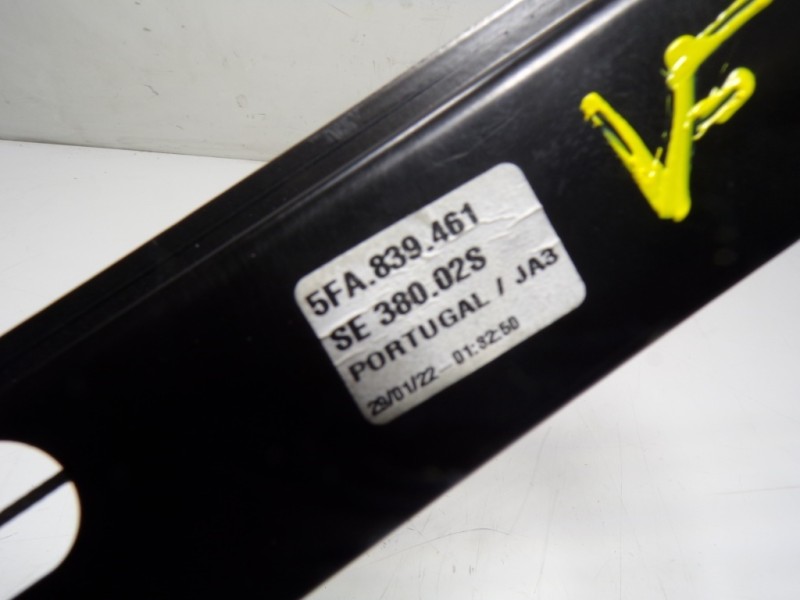 5FA.839.461
SE 380.02S
PORTUGAL / JA3
29/01/22 - 01:32:50